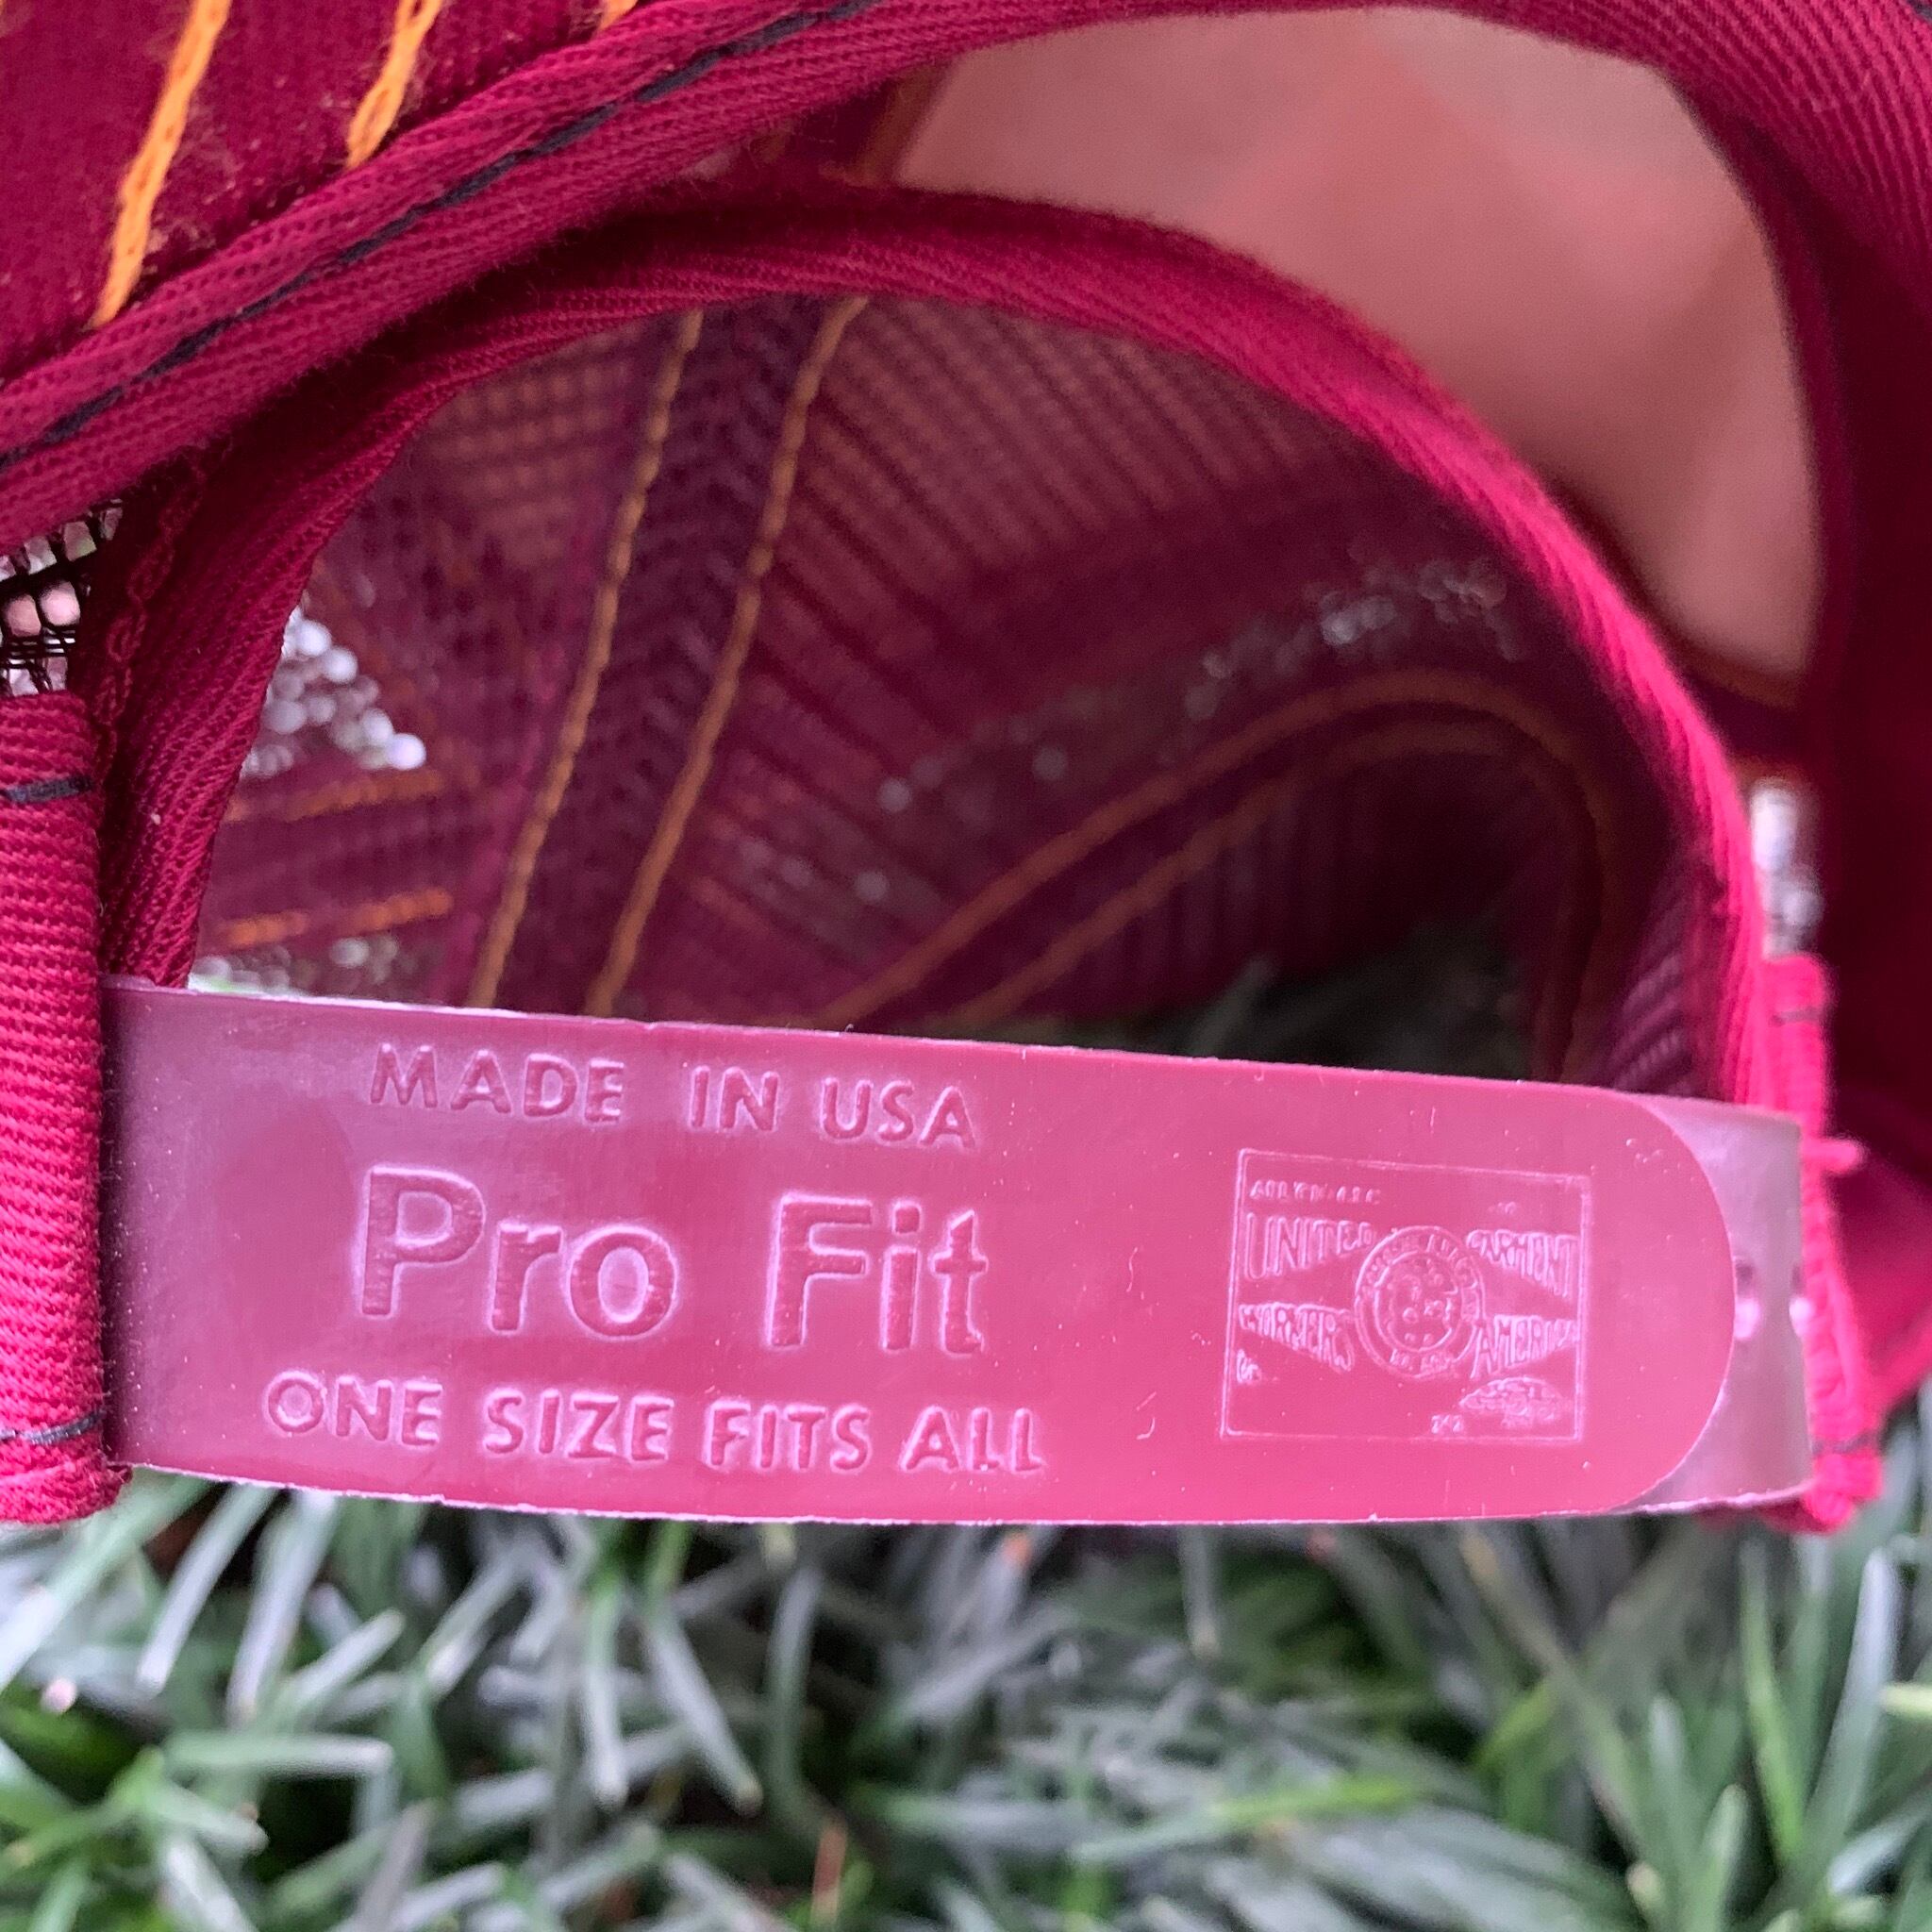 MADE IN USA
Pro Fit
ONE SIZE FITS ALL
UNITED GARMENT
WORKERS AMERICA